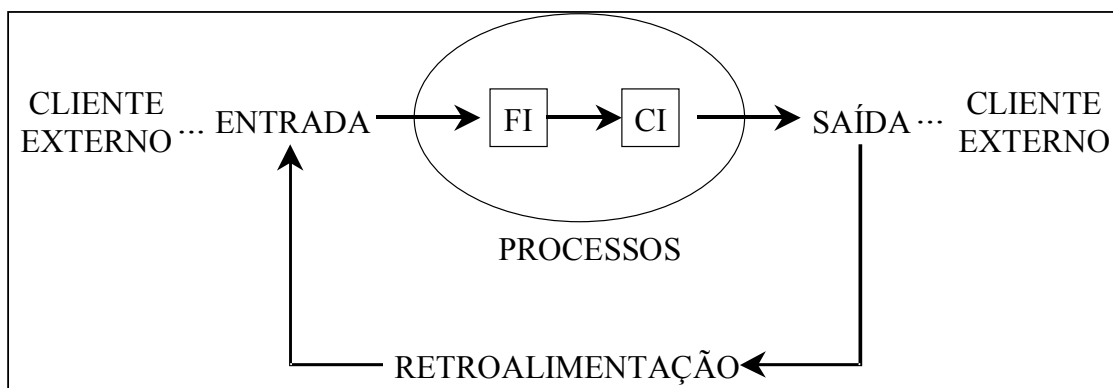 CLIENTE
EXTERNO ... ENTRADA
FI
CI
SAÍDA ...
CLIENTE
EXTERNO
PROCESSOS
RETROALIMENTAÇÃO